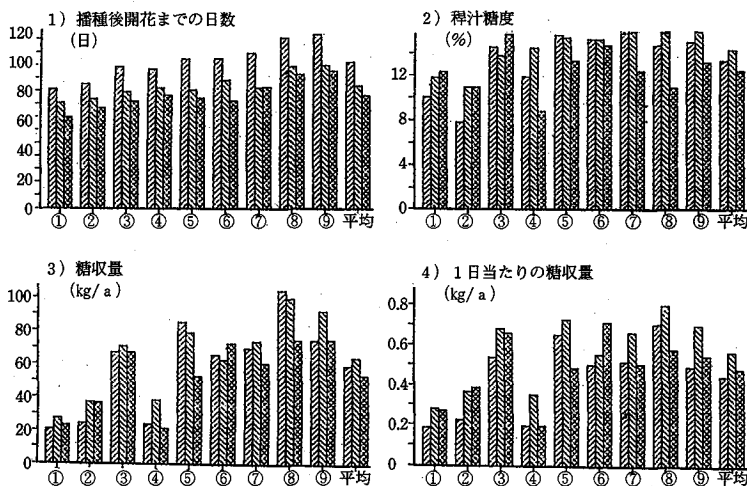 1）播種後開花までの日数
（日）
120
120
100
80
60
40
20
0
① ② ③ ④ ⑤ ⑥ ⑦ ⑧ ⑨ 平均
2）稈汁糖度
（％）
12
8
4
0
① ② ③ ④ ⑤ ⑥ ⑦ ⑧ ⑨ 平均
3）糖収量
（kg/a）
100
80
60
40
20
0
① ② ③ ④ ⑤ ⑥ ⑦ ⑧ ⑨ 平均
4）1日当たりの糖収量
（kg/a）
0.8
0.6
0.4
0.2
0
① ② ③ ④ ⑤ ⑥ ⑦ ⑧ ⑨ 平均